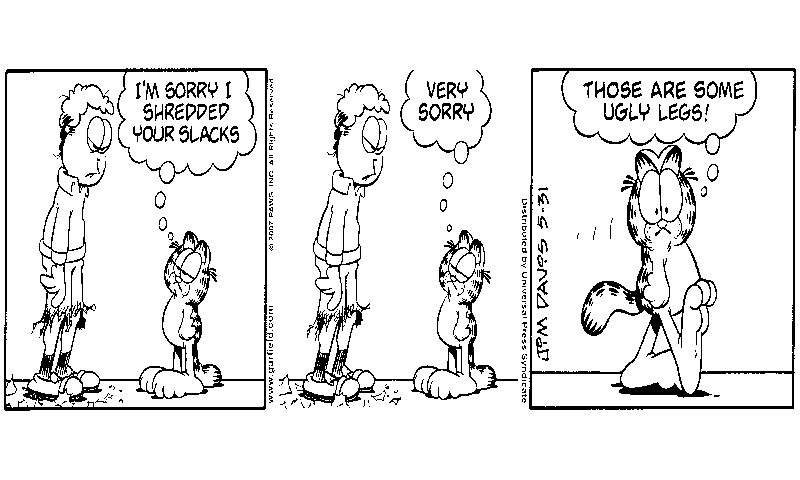 I'M SORRY I
SHREDDED
YOUR SLACKS
www.garfield.com
© 2007 PAWS, INC. All Rights Reserved
VERY
SORRY
Distributed by Universal Press Syndicate
JIM DAVIS 5·31
THOSE ARE SOME
UGLY LEGS!